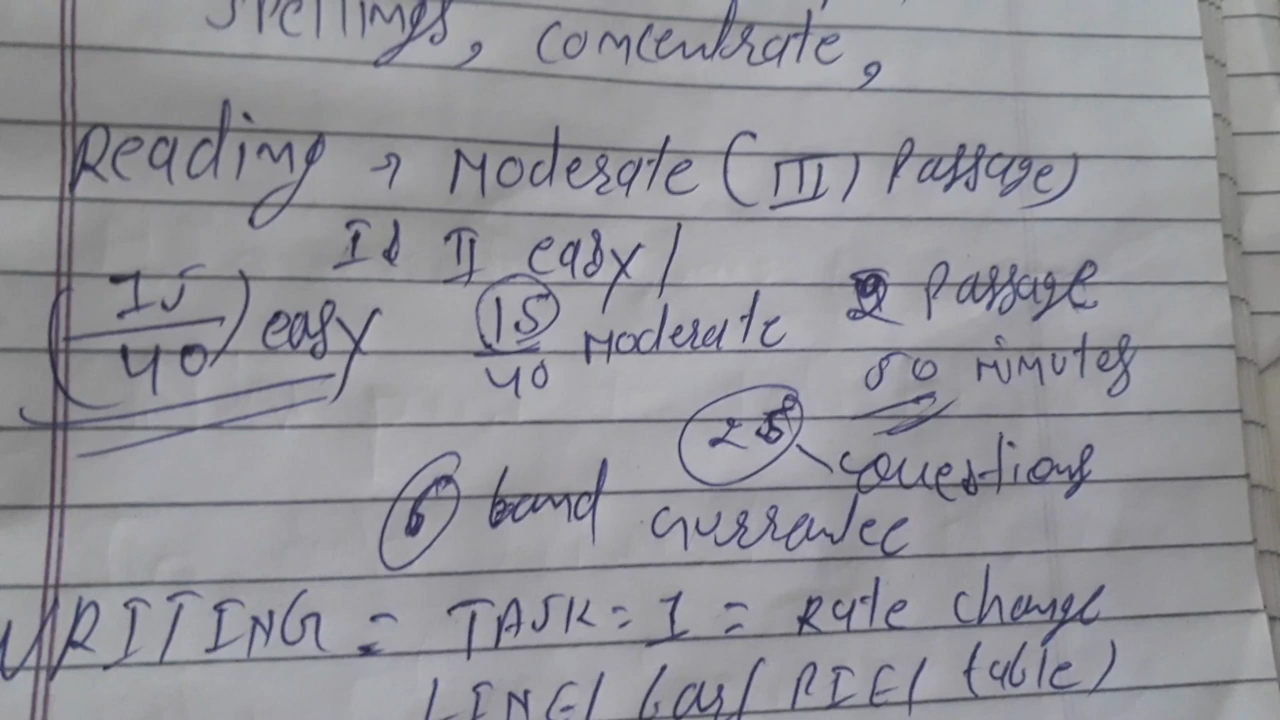 spellings, concentrate,
Reading → Moderate (III) Passage)
I & II easy/
(15/40) easy 15/40 Moderate 2 Passage
50 minutes
25 questions
6 band gurrantee
WRITING = TASK = I = Rate change
LINE/ bar/ PIE/ table)